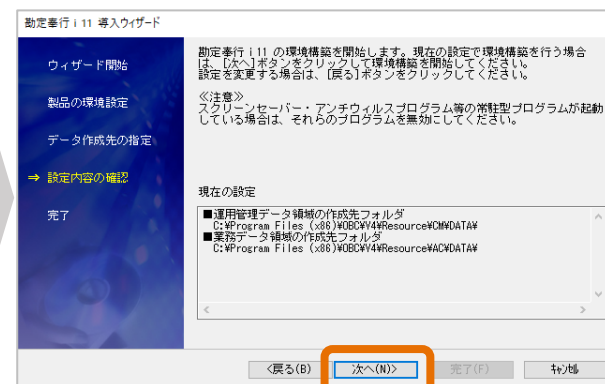 勘定奉行 i 11 導入ウィザード
ウィザード開始
製品の環境設定
データ作成先の指定
⇒ 設定内容の確認
完了
勘定奉行 i 11 の環境構築を開始します。現在の設定で環境構築を行う場合
は、[次へ]ボタンをクリックして環境構築を開始してください。
設定を変更する場合は、[戻る]ボタンをクリックしてください。
≪注意≫
スクリーンセーバー・アンチウィルスプログラム等の常駐型プログラムが起動
している場合は、それらのプログラムを無効にしてください。
現在の設定
■運用管理データ領域の作成先フォルダ
C:¥Program Files (x86)¥OBC¥V4¥Resource¥CM¥DATA¥
■業務データ領域の作成先フォルダ
C:¥Program Files (x86)¥OBC¥V4¥Resource¥AC¥DATA¥
<戻る(B) 次へ(N)> 完了(F) キャンセル